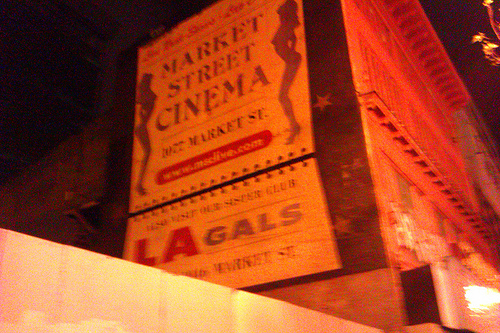 MARKET
STREET
CINEMA
1077 MARKET ST.
www.msclive.com
ALSO VISIT OUR SISTER CLUB
LA GALS
MARKET ST.